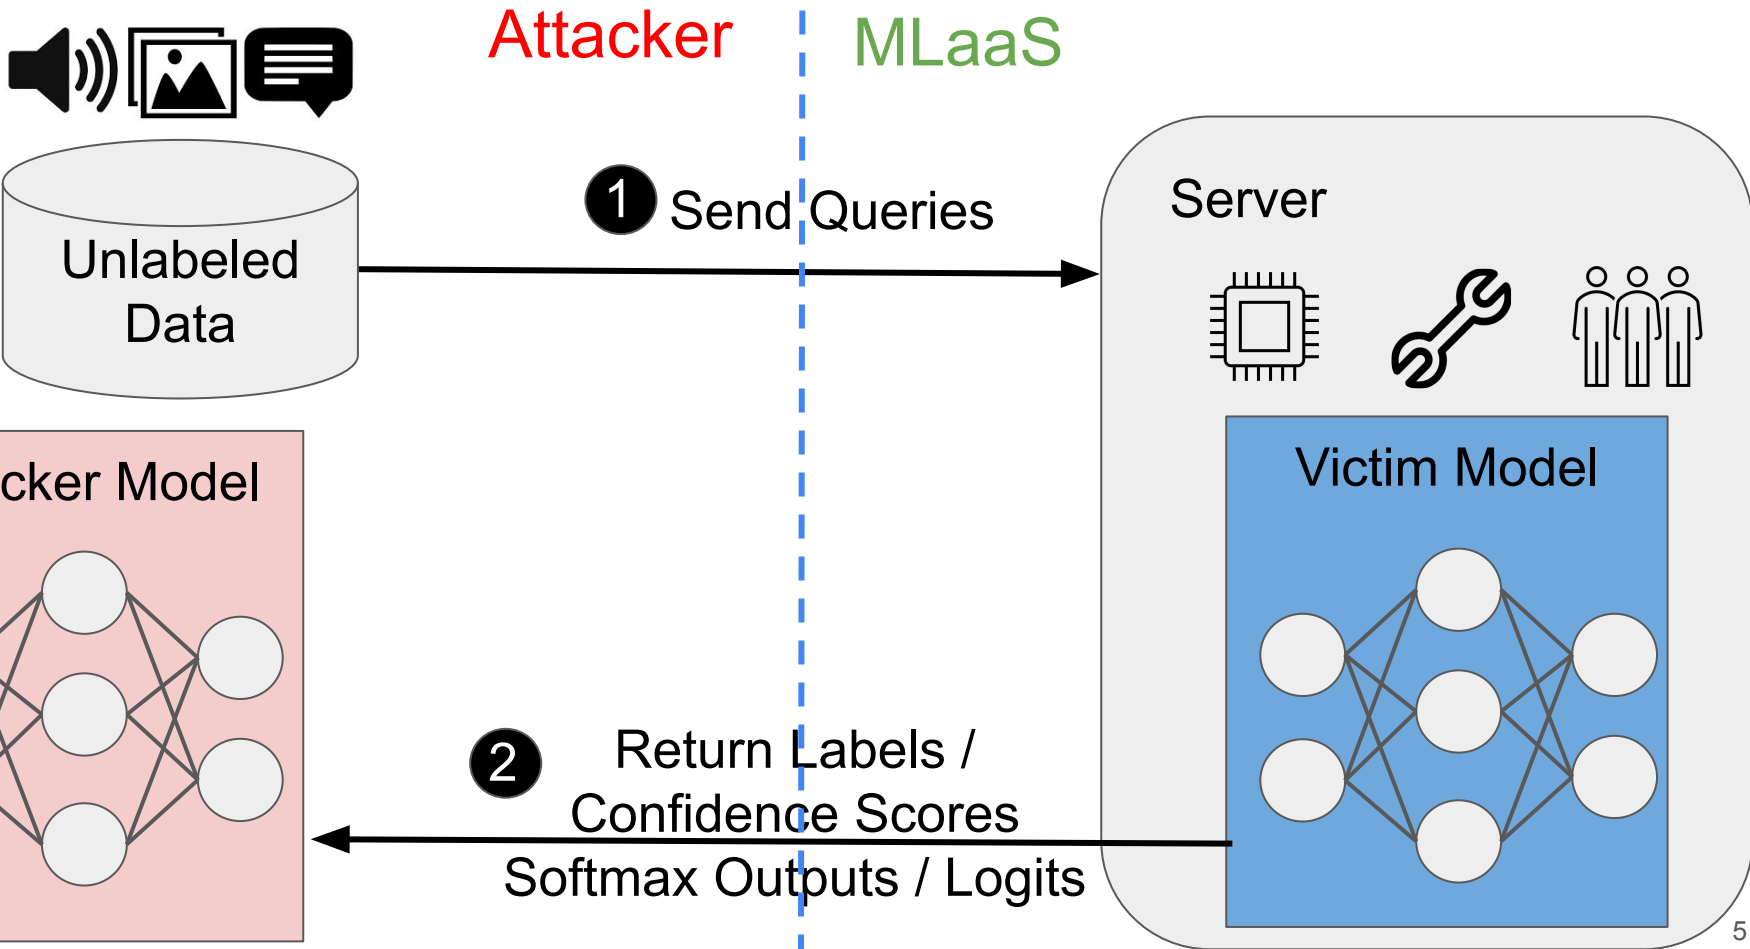 Attacker
MLaaS
1 Send Queries
Server
Unlabeled
Data
cker Model
Victim Model
2 Return Labels /
Confidence Scores
Softmax Outputs / Logits
5